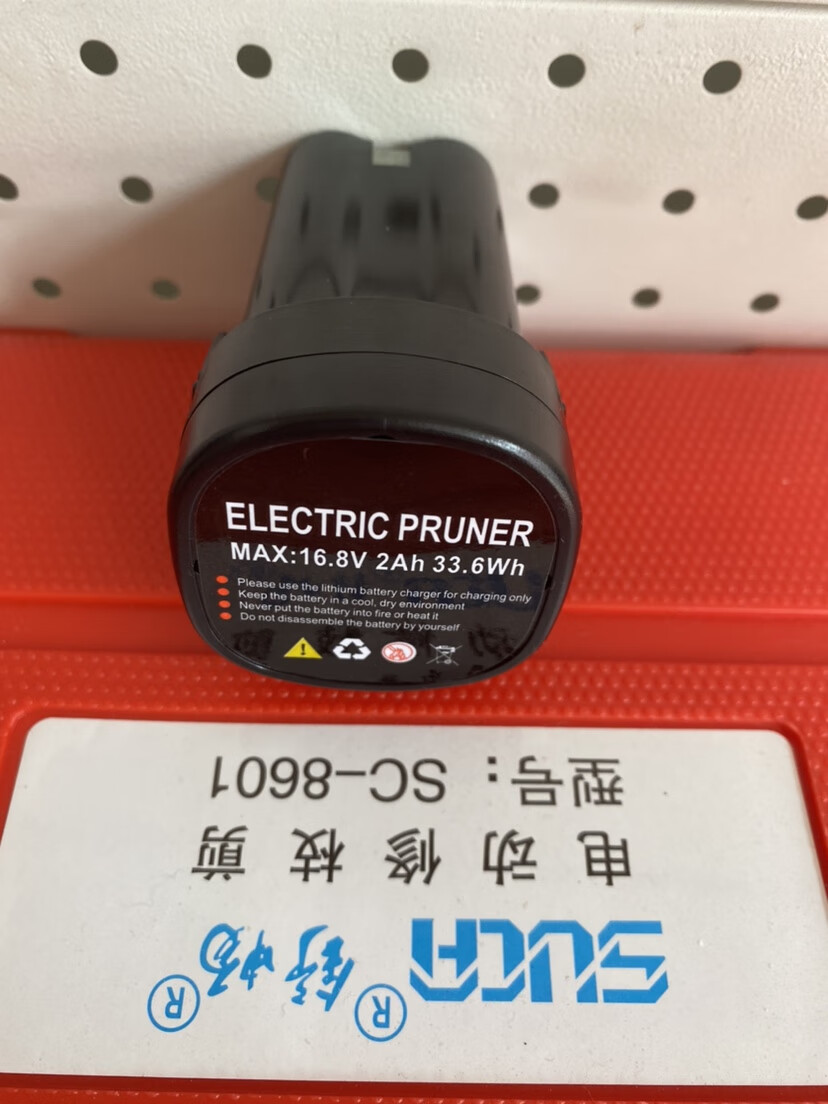 ELECTRIC PRUNER
MAX:16.8V 2Ah 33.6Wh
Please use the lithium battery charger for charging only
Keep the battery in a cool, dry environment
Never put the battery into fire or heat it
Do not disassemble the battery by yourself
SUCA® 舒畅®
电动修枝剪
型号：SC-8601